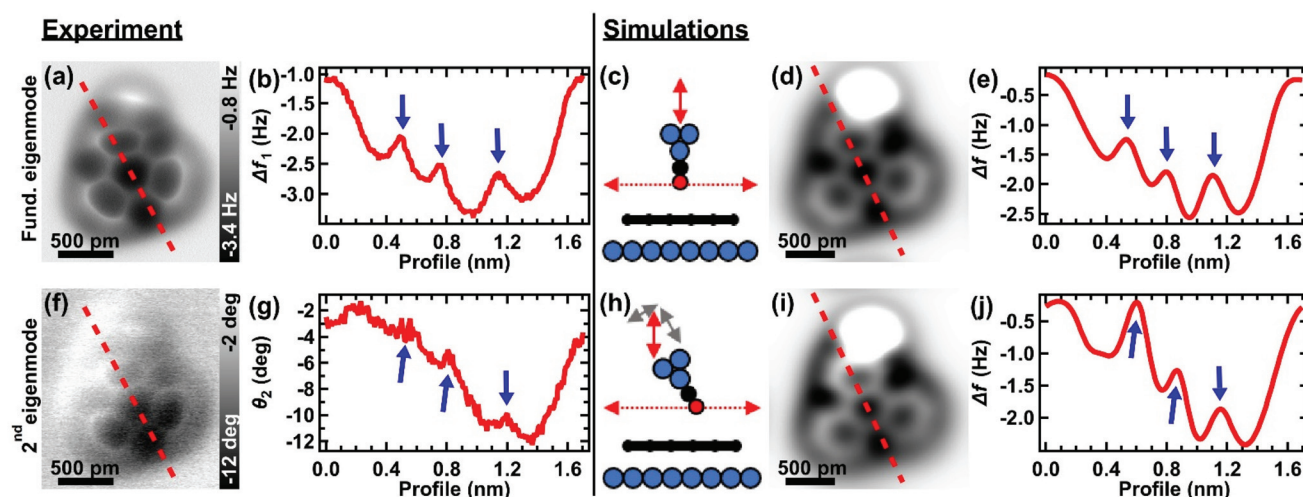 Experiment
Simulations
Fund. eigenmode
(a)
500 pm
-0.8 Hz
-3.4 Hz
(b)
Δf₁ (Hz)
-1.0
-1.5
-2.0
-2.5
-3.0
0.0 0.4 0.8 1.2 1.6
Profile (nm)
(c)
(d)
500 pm
(e)
Δf (Hz)
-0.5
-1.0
-1.5
-2.0
-2.5
0.0 0.4 0.8 1.2 1.6
Profile (nm)
2nd eigenmode
(f)
500 pm
-2 deg
-12 deg
(g)
θ₂ (deg)
-2
-4
-6
-8
-10
-12
0.0 0.4 0.8 1.2 1.6
Profile (nm)
(h)
(i)
500 pm
(j)
Δf (Hz)
-0.5
-1.0
-1.5
-2.0
0.0 0.4 0.8 1.2 1.6
Profile (nm)